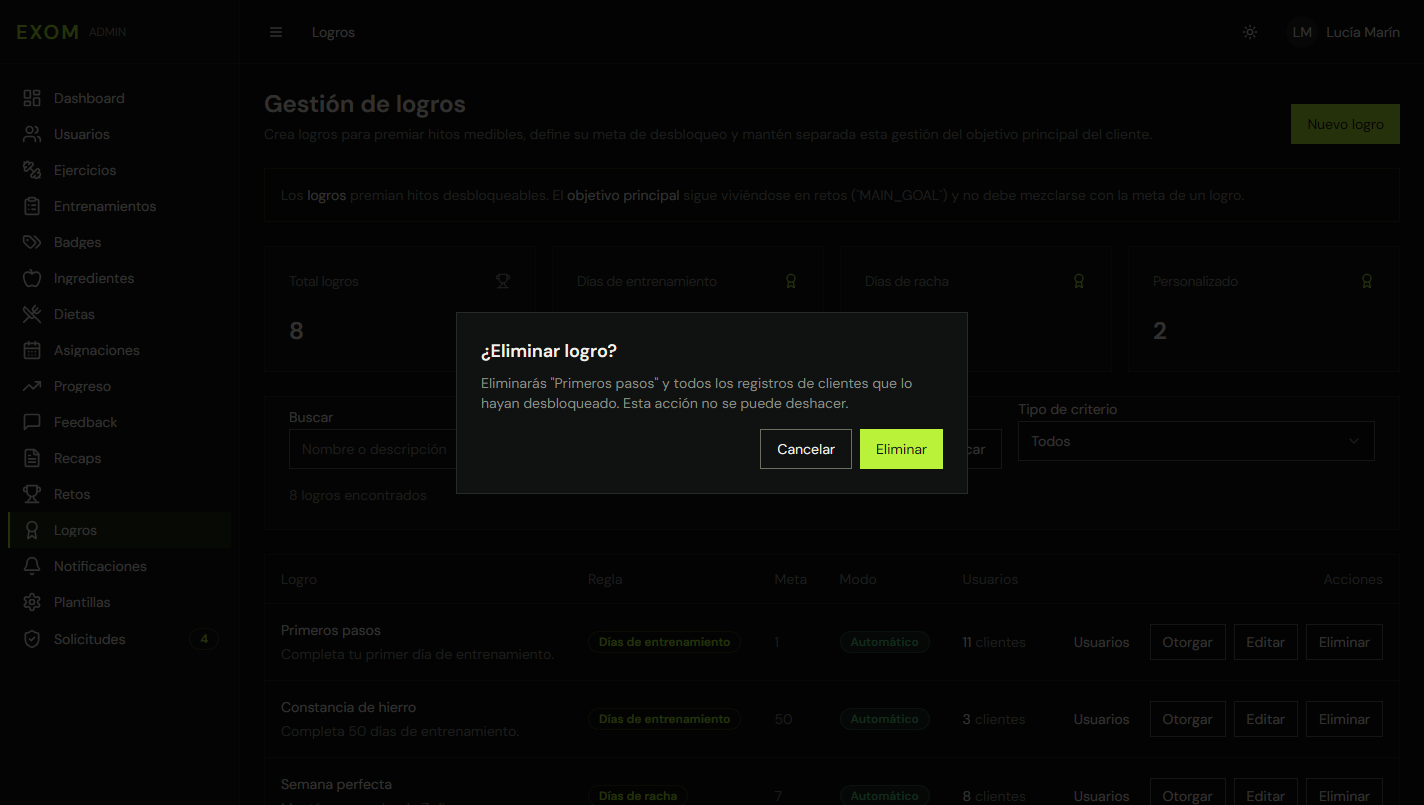 EXOM ADMIN
Logros
LM Lucía Marín
Dashboard
Usuarios
Ejercicios
Entrenamientos
Badges
Ingredientes
Dietas
Asignaciones
Progreso
Feedback
Recaps
Retos
Logros
Notificaciones
Plantillas
Solicitudes 4
Gestión de logros
Crea logros para premiar hitos medibles, define su meta de desbloqueo y mantén separada esta gestión del objetivo principal del cliente.
Nuevo logro
Los logros premian hitos desbloqueables. El objetivo principal sigue viviéndose en retos (`MAIN_GOAL`) y no debe mezclarse con la meta de un logro.
Total logros
8
Días de entrenamiento
Días de racha
Personalizado
2
¿Eliminar logro?
Eliminarás "Primeros pasos" y todos los registros de clientes que lo
hayan desbloqueado. Esta acción no se puede deshacer.
Cancelar Eliminar
Buscar
Nombre o descripción
car
Tipo de criterio
Todos
8 logros encontrados
Logro Regla Meta Modo Usuarios Acciones
Primeros pasos
Completa tu primer día de entrenamiento.
Días de entrenamiento 1 Automático 11 clientes Usuarios Otorgar Editar Eliminar
Constancia de hierro
Completa 50 días de entrenamiento.
Días de entrenamiento 50 Automático 3 clientes Usuarios Otorgar Editar Eliminar
Semana perfecta
Días de racha 7 Automático 8 clientes Usuarios Otorgar Editar Eliminar